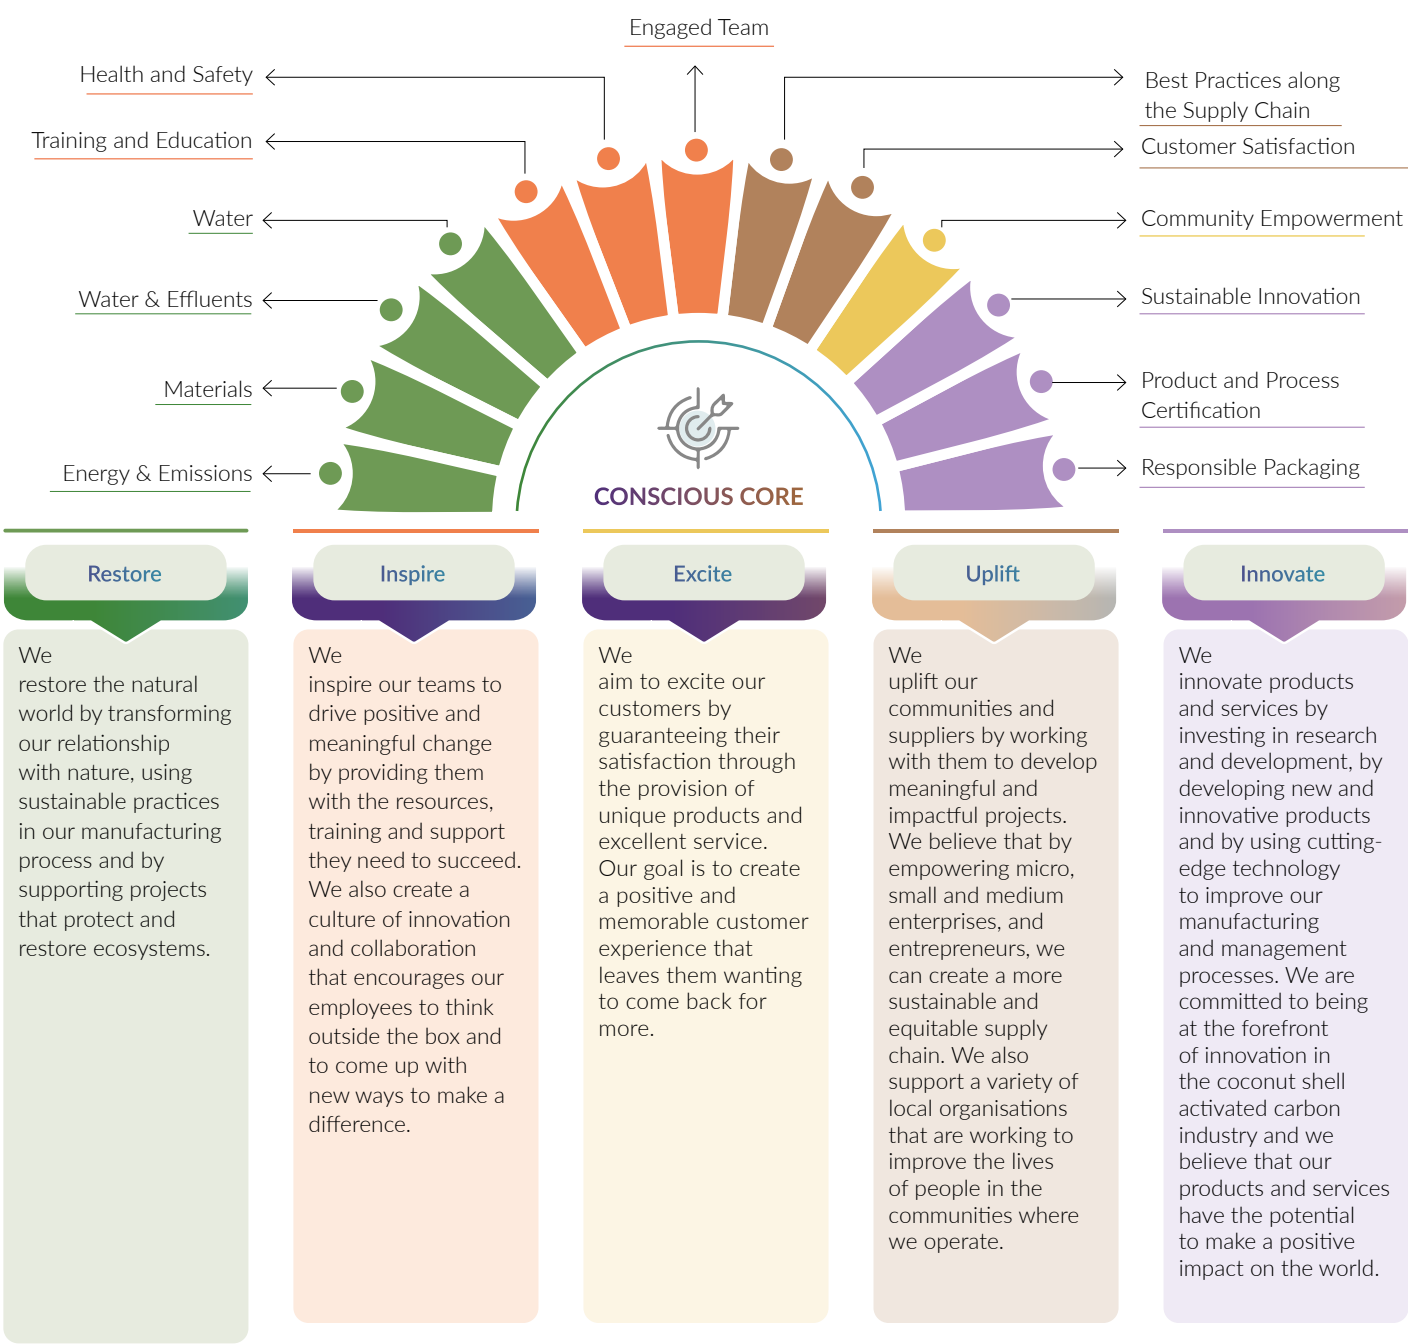 Engaged Team
Health and Safety
Training and Education
Water
Water & Effluents
Materials
Energy & Emissions
Best Practices along
the Supply Chain
Customer Satisfaction
Community Empowerment
Sustainable Innovation
Product and Process
Certification
Responsible Packaging
CONSCIOUS CORE
Restore
We
restore the natural
world by transforming
our relationship
with nature, using
sustainable practices
in our manufacturing
process and by
supporting projects
that protect and
restore ecosystems.
Inspire
We
inspire our teams to
drive positive and
meaningful change
by providing them
with the resources,
training and support
they need to succeed.
We also create a
culture of innovation
and collaboration
that encourages our
employees to think
outside the box and
to come up with
new ways to make a
difference.
Excite
We
aim to excite our
customers by
guaranteeing their
satisfaction through
the provision of
unique products and
excellent service.
Our goal is to create
a positive and
memorable customer
experience that
leaves them wanting
to come back for
more.
Uplift
We
uplift our
communities and
suppliers by working
with them to develop
meaningful and
impactful projects.
We believe that by
empowering micro,
small and medium
enterprises, and
entrepreneurs, we
can create a more
sustainable and
equitable supply
chain. We also
support a variety of
local organisations
that are working to
improve the lives
of people in the
communities where
we operate.
Innovate
We
innovate products
and services by
investing in research
and development, by
developing new and
innovative products
and by using cutting-
edge technology
to improve our
manufacturing
and management
processes. We are
committed to being
at the forefront
of innovation in
the coconut shell
activated carbon
industry and we
believe that our
products and services
have the potential
to make a positive
impact on the world.